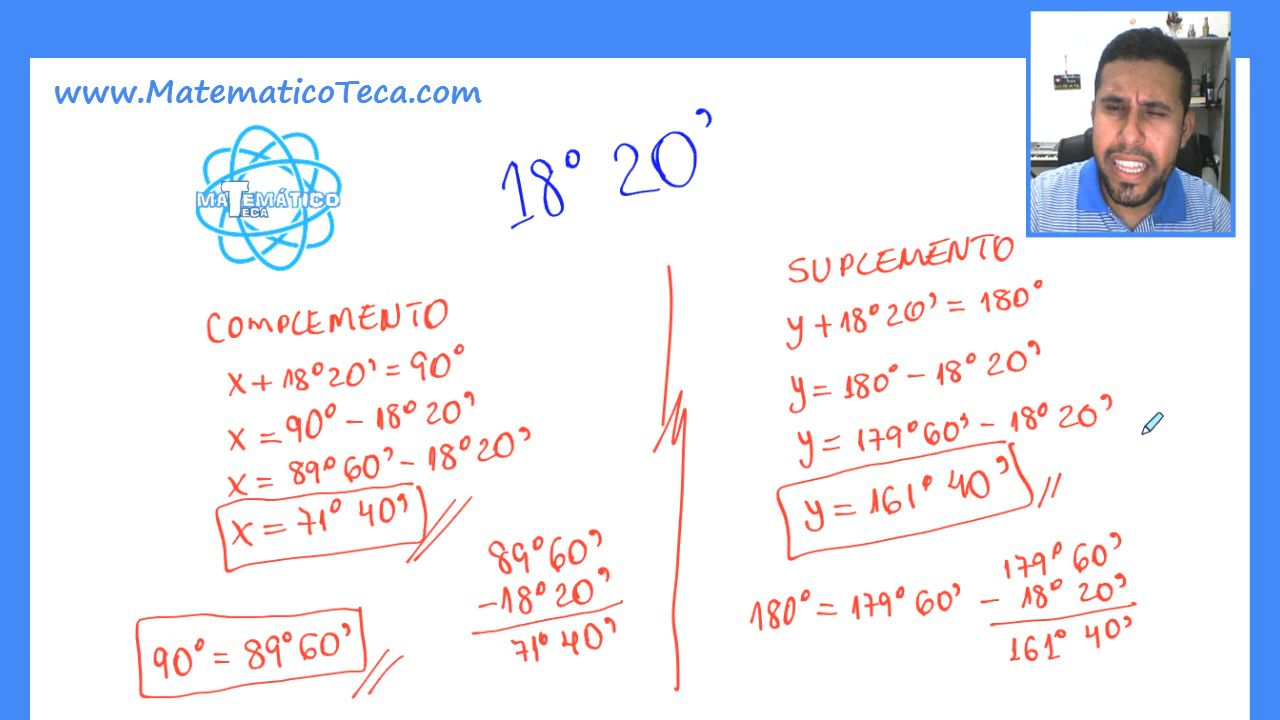 www.MatematicoTeca.com
MATEMÁTICO
TECA
18° 20'
COMPLEMENTO
x + 18° 20' = 90°
x = 90° - 18° 20'
x = 89° 60' - 18° 20'
x = 71° 40'
89° 60'
- 18° 20'
71° 40'
90° = 89° 60'
SUPLEMENTO
y + 18° 20' = 180°
y = 180° - 18° 20'
y = 179° 60' - 18° 20'
y = 161° 40'
180° = 179° 60'
179° 60'
- 18° 20'
161° 40'